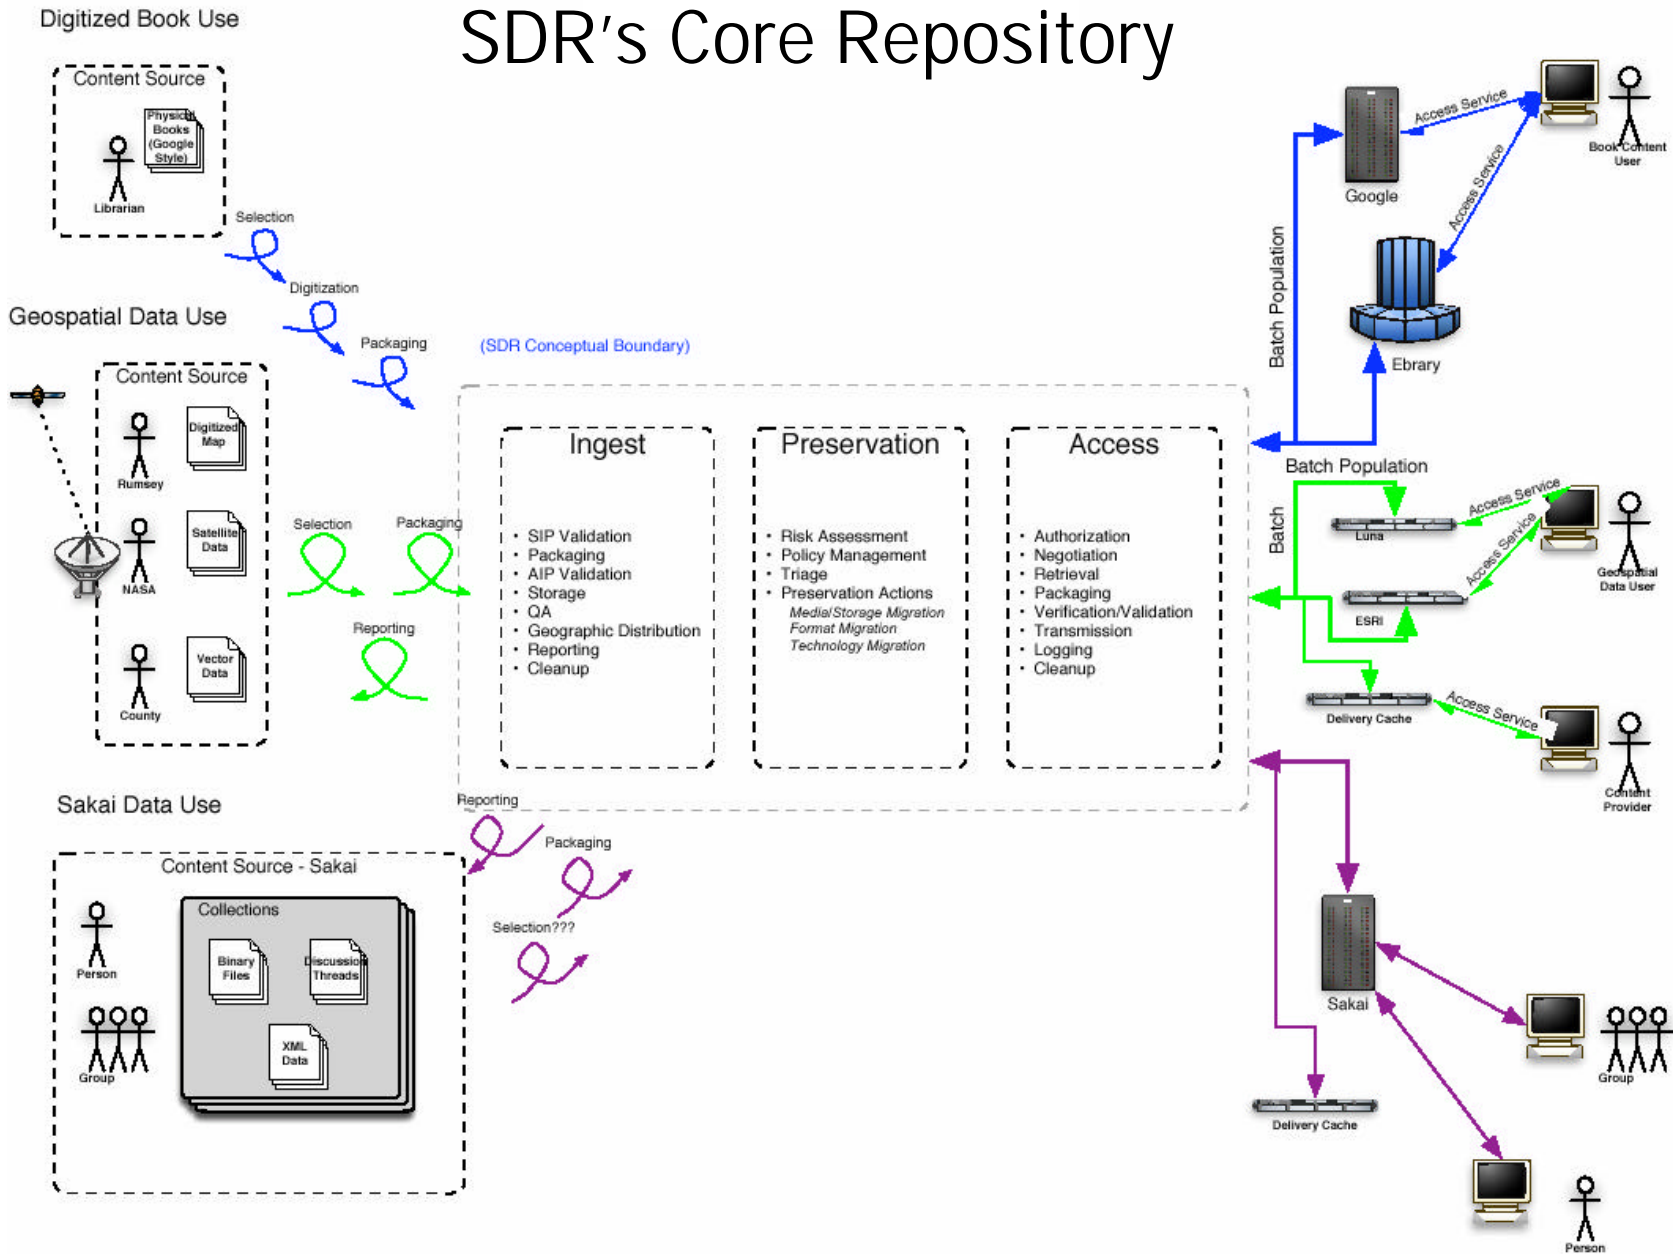 SDR's Core Repository
Digitized Book Use
Content Source
Physical
Books
(Google
Style)
Librarian
Selection
Digitization
Packaging
Geospatial Data Use
Content Source
Digitized
Map
Rumsey
Satellite
Data
NASA
Vector
Data
County
Selection
Packaging
Reporting
(SDR Conceptual Boundary)
Ingest
• SIP Validation
• Packaging
• AIP Validation
• Storage
• QA
• Geographic Distribution
• Reporting
• Cleanup
Preservation
• Risk Assessment
• Policy Management
• Triage
• Preservation Actions
Media/Storage Migration
Format Migration
Technology Migration
Access
• Authorization
• Negotiation
• Retrieval
• Packaging
• Verification/Validation
• Transmission
• Logging
• Cleanup
Sakai Data Use
Content Source - Sakai
Collections
Binary
Files
Discussion
Threads
XML
Data
Person
Group
Reporting
Packaging
Selection???
Batch Population
Google
Access Service
Access Service
Book Content
User
Ebrary
Batch Population
Batch
Luna
Access Service
Access Service
Geospatial
Data User
ESRI
Delivery Cache
Access Service
Content
Provider
Sakai
Group
Delivery Cache
Person